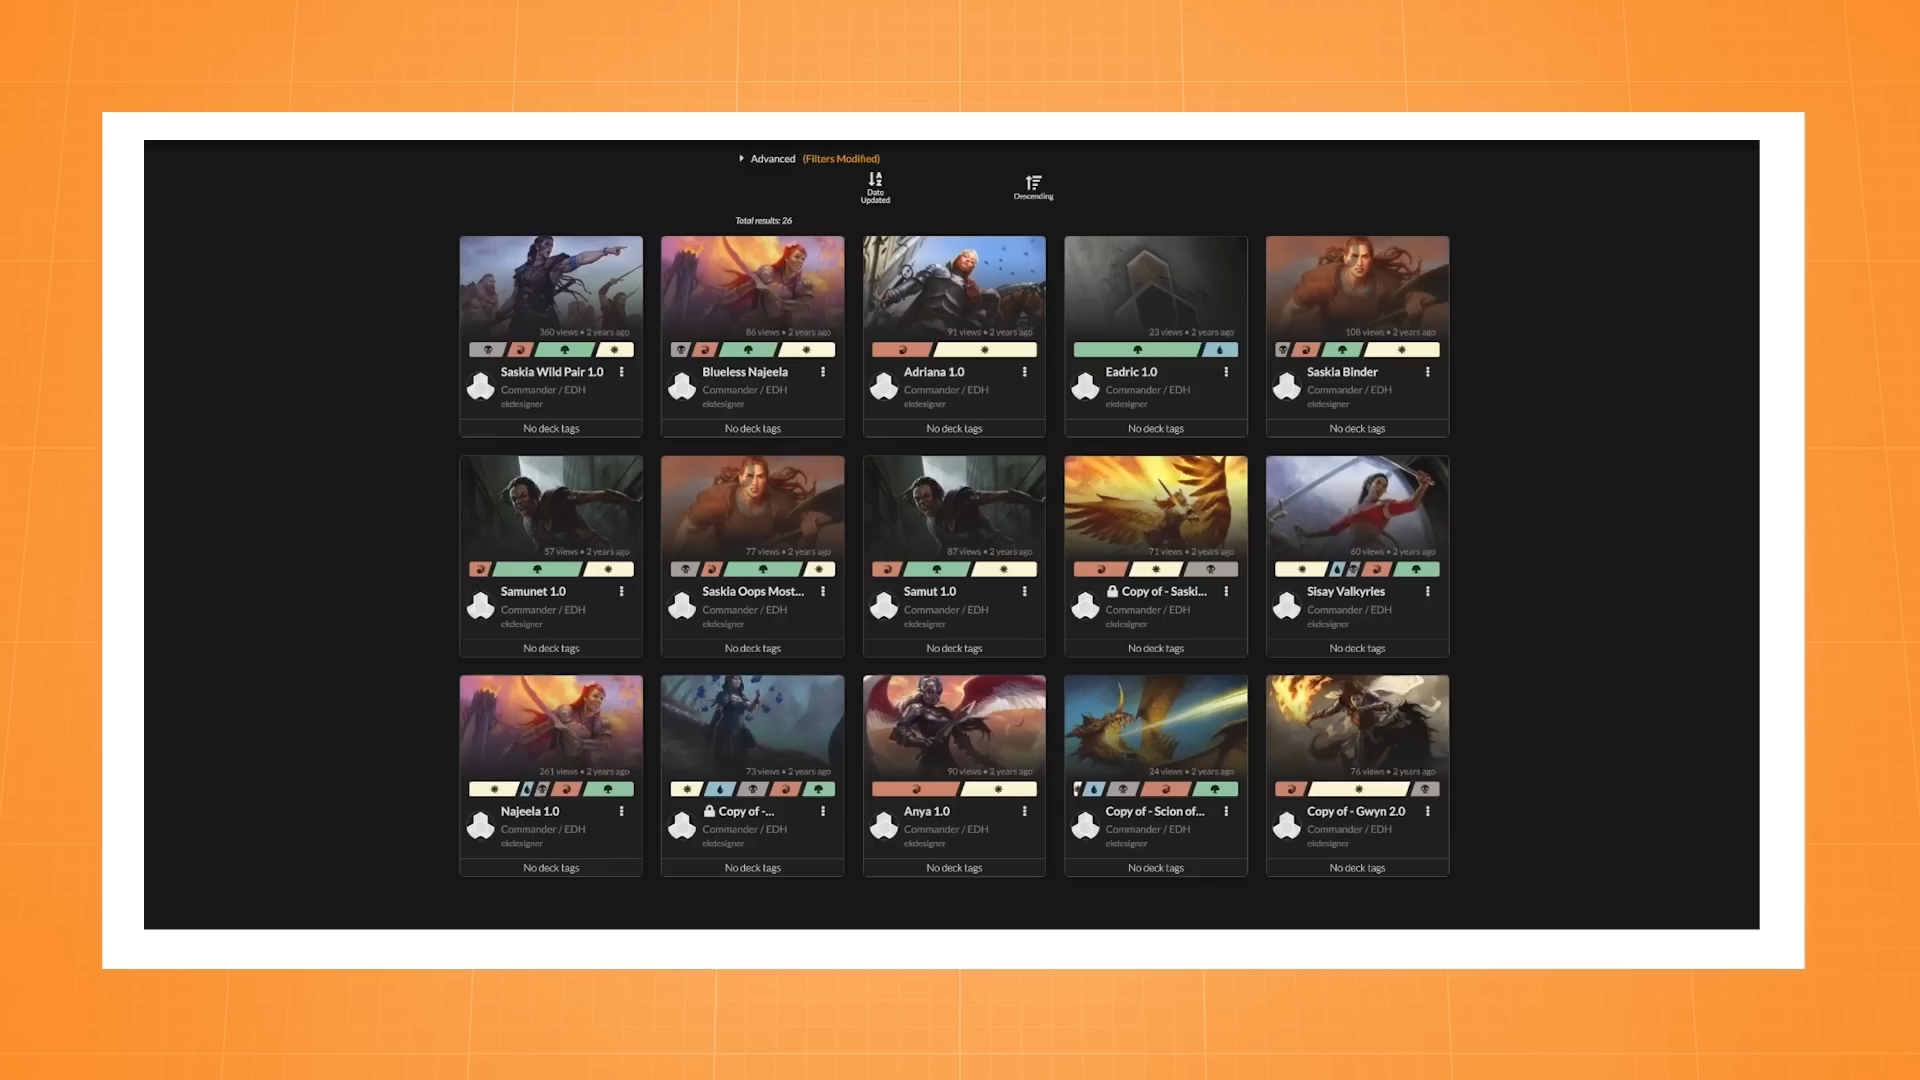 Advanced (Filters Modified)
Date
Updated
Descending
Total results: 26
360 views • 2 years ago
Saskia Wild Pair 1.0
Commander / EDH
ekdesigner
No deck tags
86 views • 2 years ago
Blueless Najeela
Commander / EDH
ekdesigner
No deck tags
91 views • 2 years ago
Adriana 1.0
Commander / EDH
ekdesigner
No deck tags
23 views • 2 years ago
Eadric 1.0
Commander / EDH
ekdesigner
No deck tags
108 views • 2 years ago
Saskia Binder
Commander / EDH
ekdesigner
No deck tags
57 views • 2 years ago
Samunet 1.0
Commander / EDH
ekdesigner
No deck tags
77 views • 2 years ago
Saskia Oops Most...
Commander / EDH
ekdesigner
No deck tags
87 views • 2 years ago
Samut 1.0
Commander / EDH
ekdesigner
No deck tags
71 views • 2 years ago
Copy of - Saski...
Commander / EDH
ekdesigner
No deck tags
60 views • 2 years ago
Sisay Valkyries
Commander / EDH
ekdesigner
No deck tags
261 views • 2 years ago
Najeela 1.0
Commander / EDH
ekdesigner
No deck tags
73 views • 2 years ago
Copy of -...
Commander / EDH
ekdesigner
No deck tags
90 views • 2 years ago
Anya 1.0
Commander / EDH
ekdesigner
No deck tags
24 views • 2 years ago
Copy of - Scion of...
Commander / EDH
ekdesigner
No deck tags
76 views • 2 years ago
Copy of - Gwyn 2.0
Commander / EDH
ekdesigner
No deck tags